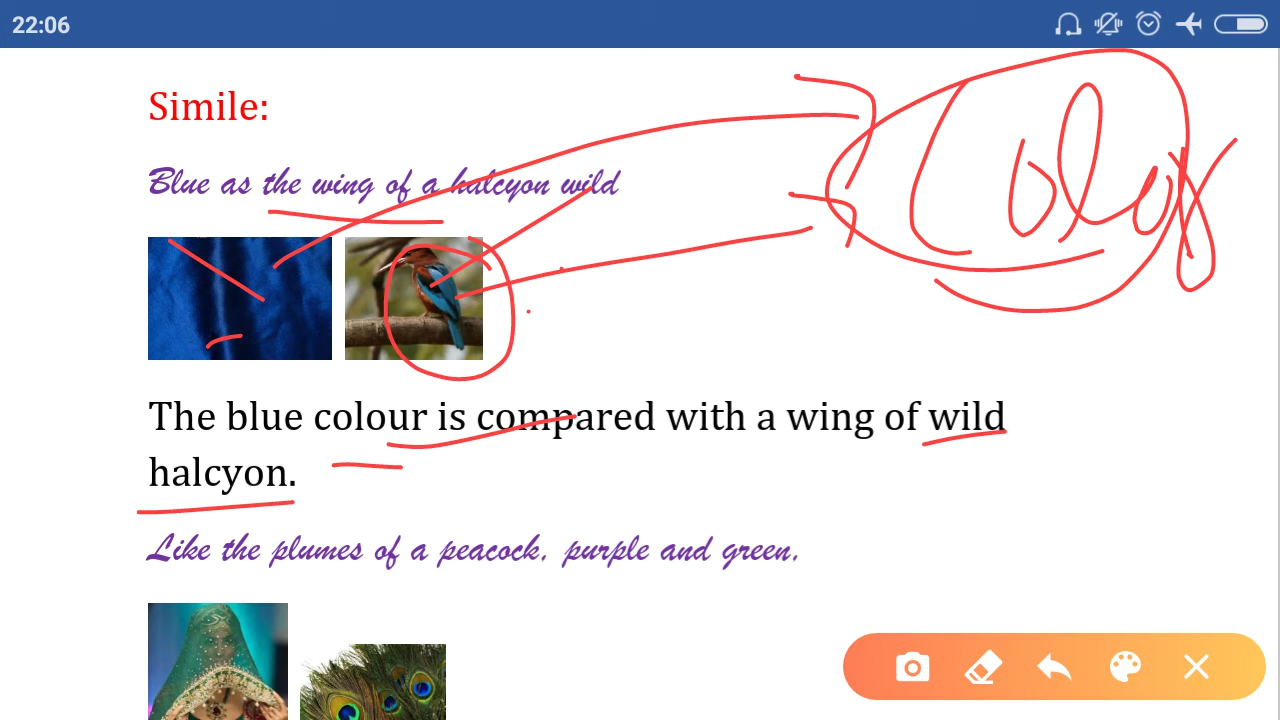 22:06
Simile:
Color
Blue as the wing of a halcyon wild
The blue colour is compared with a wing of wild
halcyon.
Like the plumes of a peacock, purple and green,